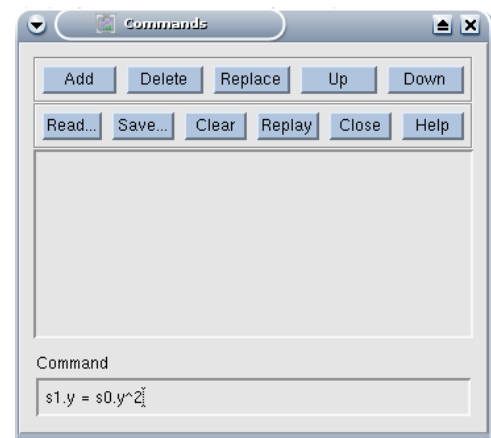 Commands
Add Delete Replace Up Down
Read... Save... Clear Replay Close Help
Command
s1.y = s0.y^2